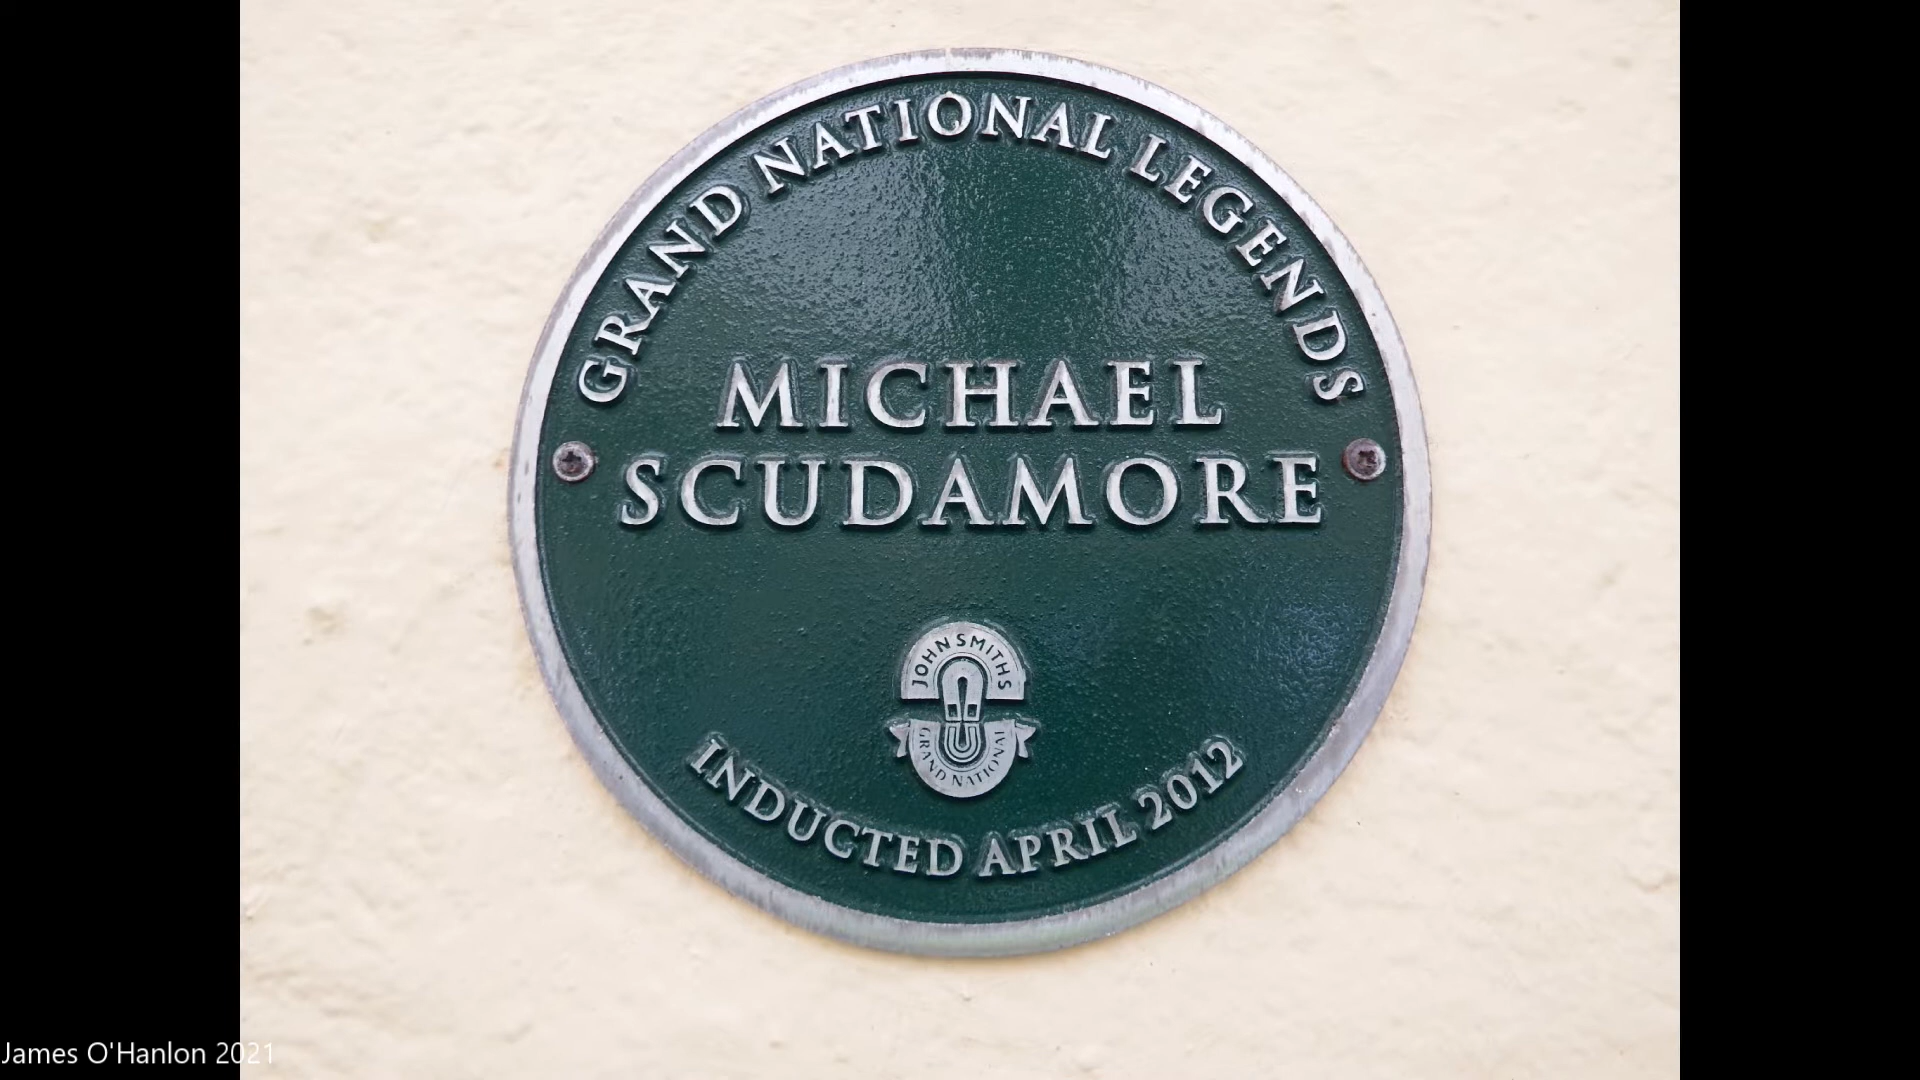 GRAND NATIONAL LEGENDS
MICHAEL
SCUDAMORE
JOHN SMITHS
GRAND NATIONAL
INDUCTED APRIL 2012
James O'Hanlon 2021